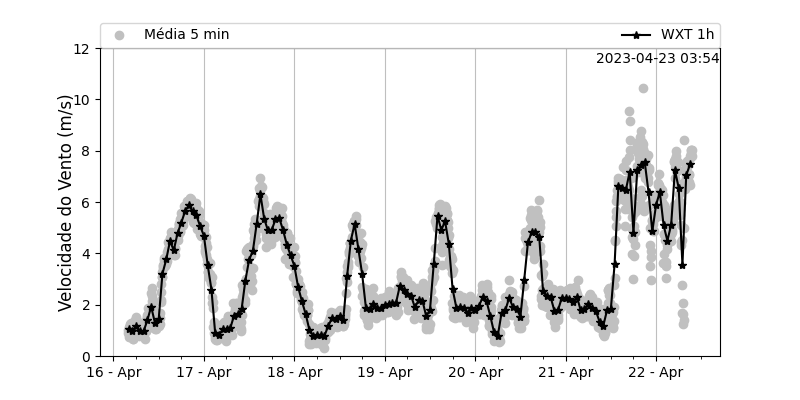 Média 5 min
WXT 1h
2023-04-23 03:54
Velocidade do Vento (m/s)
12
10
8
6
4
2
0
16 - Apr
17 - Apr
18 - Apr
19 - Apr
20 - Apr
21 - Apr
22 - Apr